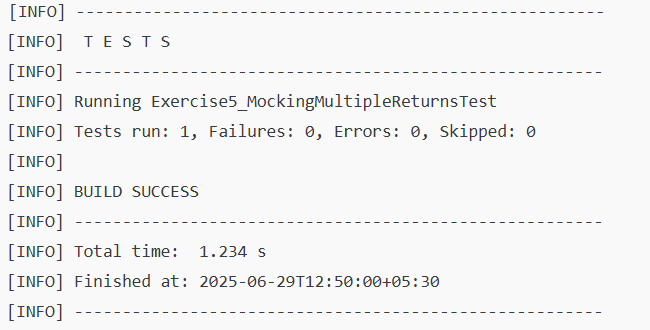 [INFO] ---------------------------------------------------------
[INFO]  T E S T S
[INFO] ---------------------------------------------------------
[INFO] Running Exercise5_MockingMultipleReturnsTest
[INFO] Tests run: 1, Failures: 0, Errors: 0, Skipped: 0
[INFO]
[INFO] BUILD SUCCESS
[INFO] ---------------------------------------------------------
[INFO] Total time:  1.234 s
[INFO] Finished at: 2025-06-29T12:50:00+05:30
[INFO] ---------------------------------------------------------